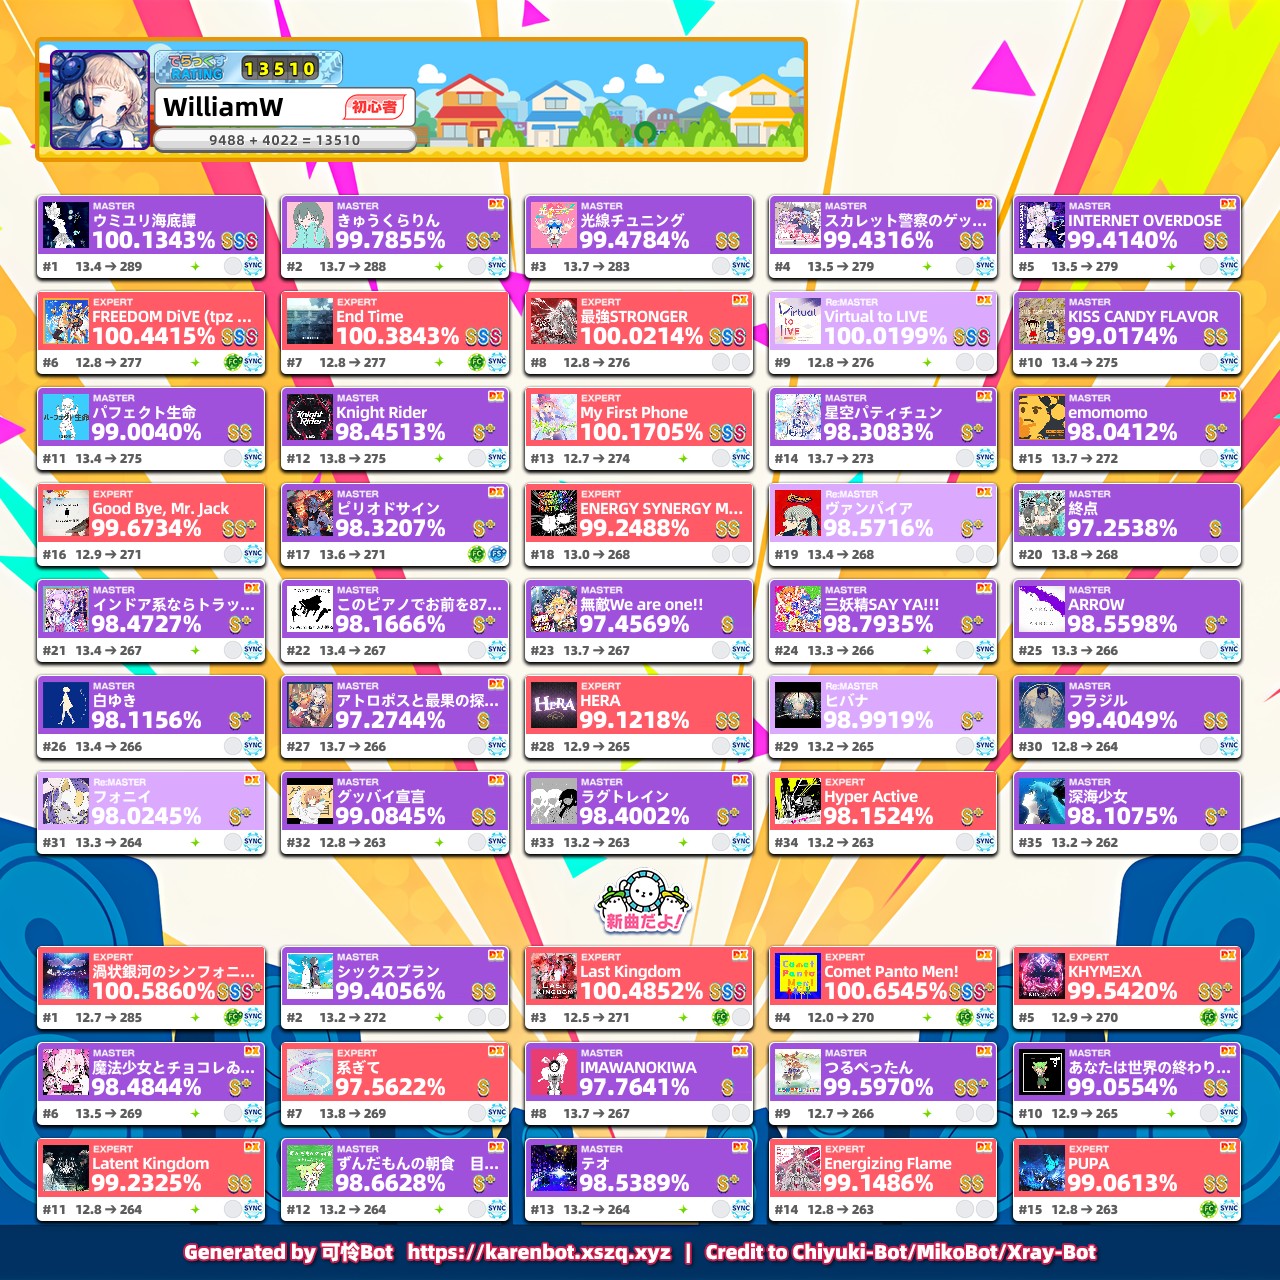 でらっくす
RATING 13510
WilliamW 初心者
9488 + 4022 = 13510
MASTER
ウミユリ海底譚
100.1343% SSS
#1 13.4→289 SYNC
MASTER DX
きゅうくらりん
99.7855% SS+
#2 13.7→288 SYNC
MASTER
光線チューニング
99.4784% SS
#3 13.7→283
MASTER DX
スカレット警察のゲッ...
99.4316% SS
#4 13.5→279 SYNC
MASTER DX
INTERNET OVERDOSE
99.4140% SS
#5 13.5→279 SYNC
EXPERT
FREEDOM DiVE (tpz ...
100.4415% SSS
#6 12.8→277 FC+ SYNC
EXPERT
End Time
100.3843% SSS
#7 12.8→277 FC SYNC
EXPERT DX
最強STRONGER
100.0214% SSS
#8 12.8→276
Re:MASTER DX
Virtual to LIVE
100.0199% SSS
#9 12.8→276
MASTER
KISS CANDY FLAVOR
99.0174% SS
#10 13.4→275 SYNC
MASTER
パーフェクト生命
99.0040% SS
#11 13.4→275 SYNC
MASTER DX
Knight Rider
98.4513% S+
#12 13.8→275 SYNC
EXPERT
My First Phone
100.1705% SSS
#13 12.7→274 SYNC
MASTER DX
星空パーティーチューン
98.3083% S+
#14 13.7→273 SYNC
MASTER DX
emomomo
98.0412% S+
#15 13.7→272 SYNC
EXPERT
Good Bye, Mr. Jack
99.6734% SS+
#16 12.9→271 SYNC
MASTER DX
ピリオドサイン
98.3207% S+
#17 13.6→271 FC FS+
EXPERT
ENERGY SYNERGY M...
99.2488% SS
#18 13.0→268
Re:MASTER DX
ヴァンパイア
98.5716% S+
#19 13.4→268
MASTER
終点
97.2538% S
#20 13.8→268
MASTER DX
インドア系ならトラッ...
98.4727% S+
#21 13.4→267 SYNC
MASTER
このピアノでお前を87...
98.1666% S+
#22 13.4→267 SYNC
MASTER
無敵We are one!!
97.4569% S
#23 13.7→267 SYNC
MASTER DX
三妖精SAY YA!!!
98.7935% S+
#24 13.3→266 SYNC
MASTER
ARROW
98.5598% S+
#25 13.3→266 SYNC
MASTER
白ゆき
98.1156% S+
#26 13.4→266 SYNC
MASTER DX
アトロポスと最果の探...
97.2744% S
#27 13.7→266 SYNC
EXPERT
HERA
99.1218% SS
#28 12.9→265 SYNC
Re:MASTER
ヒバナ
98.9919% S+
#29 13.2→265 SYNC
MASTER
フラジール
99.4049% SS
#30 12.8→264 SYNC
Re:MASTER DX
フォニイ
98.0245% S+
#31 13.3→264 SYNC
MASTER DX
グッバイ宣言
99.0845% SS
#32 12.8→263 SYNC
MASTER
ラグトレイン
98.4002% S+
#33 13.2→263 SYNC
EXPERT
Hyper Active
98.1524% S+
#34 13.2→263 SYNC
MASTER
深海少女
98.1075% S+
#35 13.2→262
新曲だよ!
EXPERT DX
渦状銀河のシンフォニ...
100.5860% SSS+
#1 12.7→285 FC+ SYNC
MASTER DX
シックスプラン
99.4056% SS
#2 13.2→272
EXPERT DX
Last Kingdom
100.4852% SSS
#3 12.5→271 FC
EXPERT DX
Comet Panto Men!
100.6545% SSS+
#4 12.0→270 FC SYNC
EXPERT DX
KHYMΞXΛ
99.5420% SS+
#5 12.9→270 FC SYNC
MASTER DX
魔法少女とチョコレゐ...
98.4844% S+
#6 13.5→269 SYNC
EXPERT DX
系ぎて
97.5622% S
#7 13.8→269 SYNC
MASTER
IMAWANOKIWA
97.7641% S
#8 13.7→267
MASTER DX
つるぺったん
99.5970% SS+
#9 12.7→266
MASTER DX
あなたは世界の終わり...
99.0554% SS
#10 12.9→265 SYNC
EXPERT DX
Latent Kingdom
99.2325% SS
#11 12.8→264 SYNC
MASTER DX
ずんだもんの朝食　目...
98.6628% S+
#12 13.2→264 SYNC
MASTER DX
テオ
98.5389% S+
#13 13.2→264 SYNC
EXPERT DX
Energizing Flame
99.1486% SS
#14 12.8→263
EXPERT DX
PUPA
99.0613% SS
#15 12.8→263 FC SYNC
Generated by 可怜Bot https://karenbot.xszq.xyz | Credit to Chiyuki-Bot/MikoBot/Xray-Bot